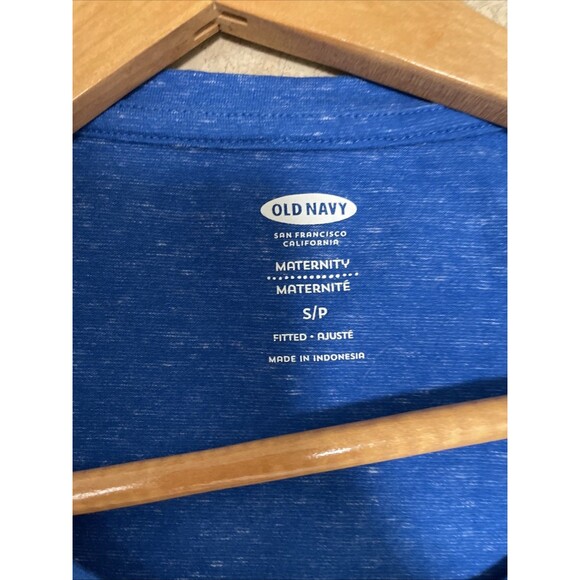 OLD NAVY
SAN FRANCISCO
CALIFORNIA
MATERNITY
MATERNITÉ
S/P
FITTED • AJUSTÉ
MADE IN INDONESIA